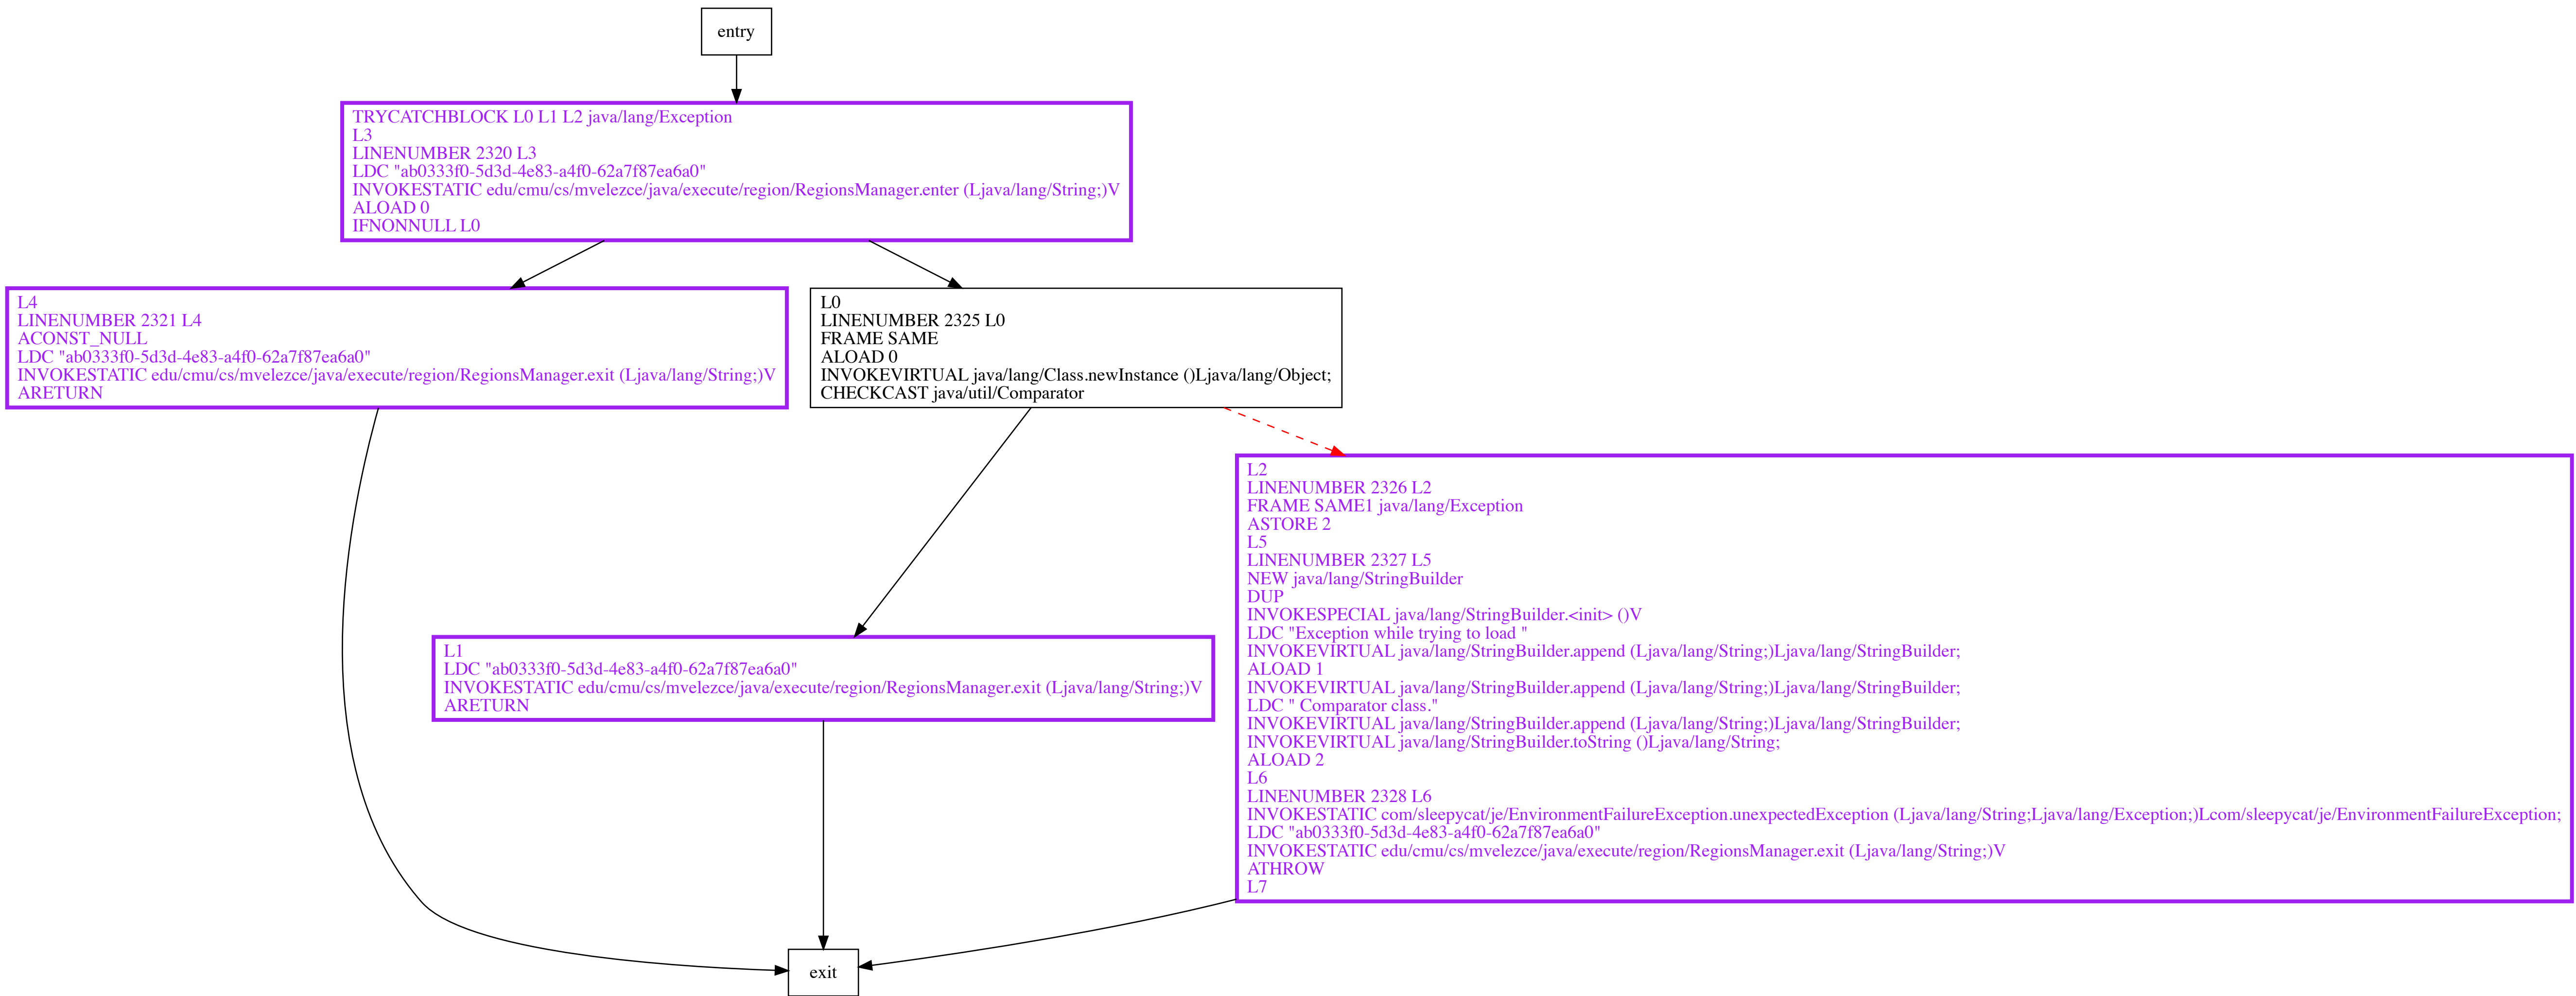 entry
TRYCATCHBLOCK L0 L1 L2 java/lang/Exception
L3
LINENUMBER 2320 L3
LDC "ab0333f0-5d3d-4e83-a4f0-62a7f87ea6a0"
INVOKESTATIC edu/cmu/cs/mvelezce/java/execute/region/RegionsManager.enter (Ljava/lang/String;)V
ALOAD 0
IFNONNULL L0
L4
LINENUMBER 2321 L4
ACONST_NULL
LDC "ab0333f0-5d3d-4e83-a4f0-62a7f87ea6a0"
INVOKESTATIC edu/cmu/cs/mvelezce/java/execute/region/RegionsManager.exit (Ljava/lang/String;)V
ARETURN
L0
LINENUMBER 2325 L0
FRAME SAME
ALOAD 0
INVOKEVIRTUAL java/lang/Class.newInstance ()Ljava/lang/Object;
CHECKCAST java/util/Comparator
L2
LINENUMBER 2326 L2
FRAME SAME1 java/lang/Exception
ASTORE 2
L5
LINENUMBER 2327 L5
NEW java/lang/StringBuilder
DUP
INVOKESPECIAL java/lang/StringBuilder.<init> ()V
LDC "Exception while trying to load "
INVOKEVIRTUAL java/lang/StringBuilder.append (Ljava/lang/String;)Ljava/lang/StringBuilder;
ALOAD 1
INVOKEVIRTUAL java/lang/StringBuilder.append (Ljava/lang/String;)Ljava/lang/StringBuilder;
LDC " Comparator class."
INVOKEVIRTUAL java/lang/StringBuilder.append (Ljava/lang/String;)Ljava/lang/StringBuilder;
INVOKEVIRTUAL java/lang/StringBuilder.toString ()Ljava/lang/String;
ALOAD 2
L6
LINENUMBER 2328 L6
INVOKESTATIC com/sleepycat/je/EnvironmentFailureException.unexpectedException (Ljava/lang/String;Ljava/lang/Exception;)Lcom/sleepycat/je/EnvironmentFailureException;
LDC "ab0333f0-5d3d-4e83-a4f0-62a7f87ea6a0"
INVOKESTATIC edu/cmu/cs/mvelezce/java/execute/region/RegionsManager.exit (Ljava/lang/String;)V
ATHROW
L7
L1
LDC "ab0333f0-5d3d-4e83-a4f0-62a7f87ea6a0"
INVOKESTATIC edu/cmu/cs/mvelezce/java/execute/region/RegionsManager.exit (Ljava/lang/String;)V
ARETURN
exit